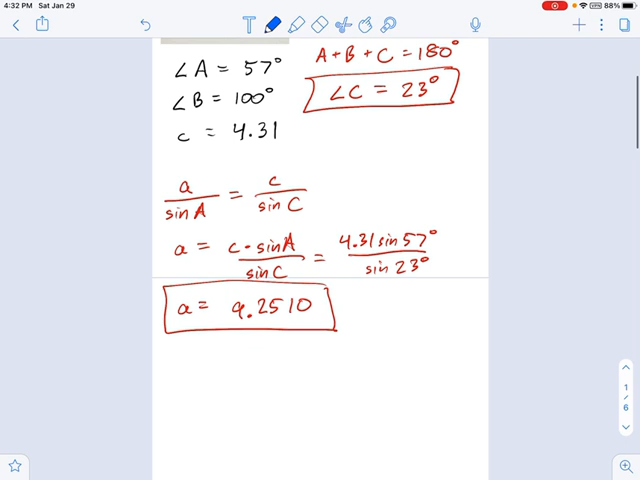 4:32 PM Sat Jan 29
88%
A + B + C = 180°
∠A = 57°
∠C = 23°
∠B = 100°
c = 4.31
a/sin A = c/sin C
a = c · sin A/sin C = 4.31 sin 57°/sin 23°
a = 9.2510
1
/
6